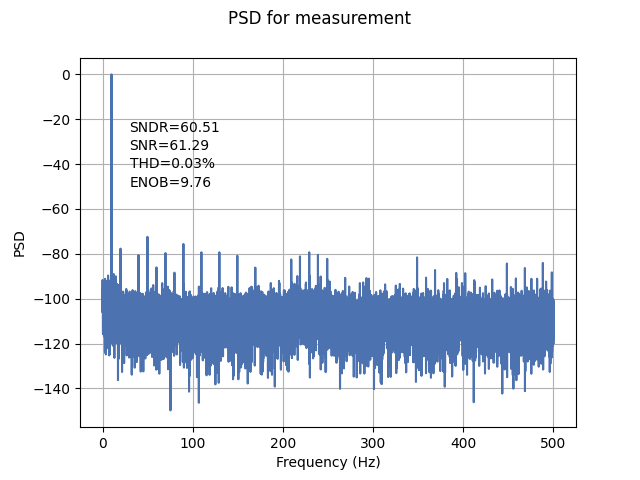 PSD for measurement
0
−20
−40
−60
−80
−100
−120
−140
PSD
SNDR=60.51
SNR=61.29
THD=0.03%
ENOB=9.76
0
100
200
300
400
500
Frequency (Hz)